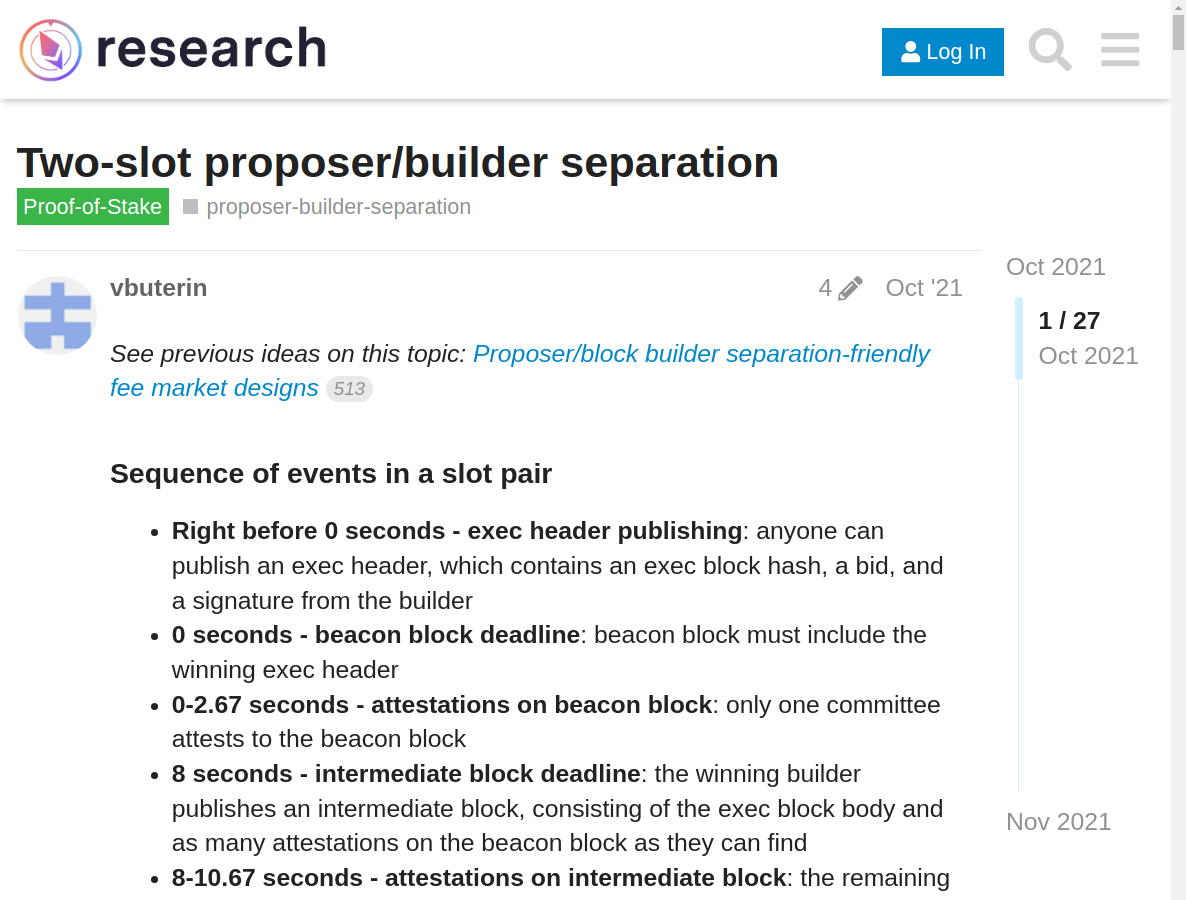 research
Log In
Two-slot proposer/builder separation
Proof-of-Stake proposer-builder-separation
vbuterin 4 Oct '21
See previous ideas on this topic: Proposer/block builder separation-friendly
fee market designs 513
Sequence of events in a slot pair
• Right before 0 seconds - exec header publishing: anyone can
publish an exec header, which contains an exec block hash, a bid, and
a signature from the builder
• 0 seconds - beacon block deadline: beacon block must include the
winning exec header
• 0-2.67 seconds - attestations on beacon block: only one committee
attests to the beacon block
• 8 seconds - intermediate block deadline: the winning builder
publishes an intermediate block, consisting of the exec block body and
as many attestations on the beacon block as they can find
• 8-10.67 seconds - attestations on intermediate block: the remaining
Oct 2021
1 / 27
Oct 2021
Nov 2021